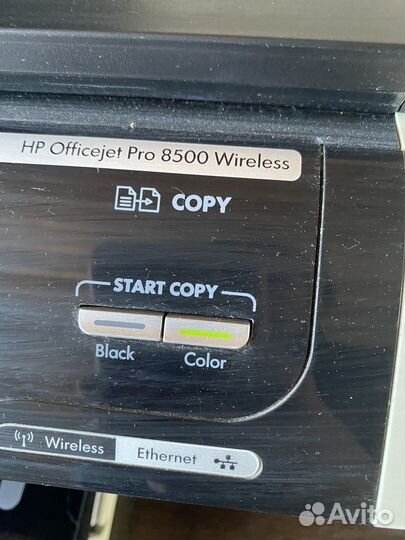 HP Officejet Pro 8500 Wireless
COPY
START COPY
Black Color
Wireless Ethernet
Avito